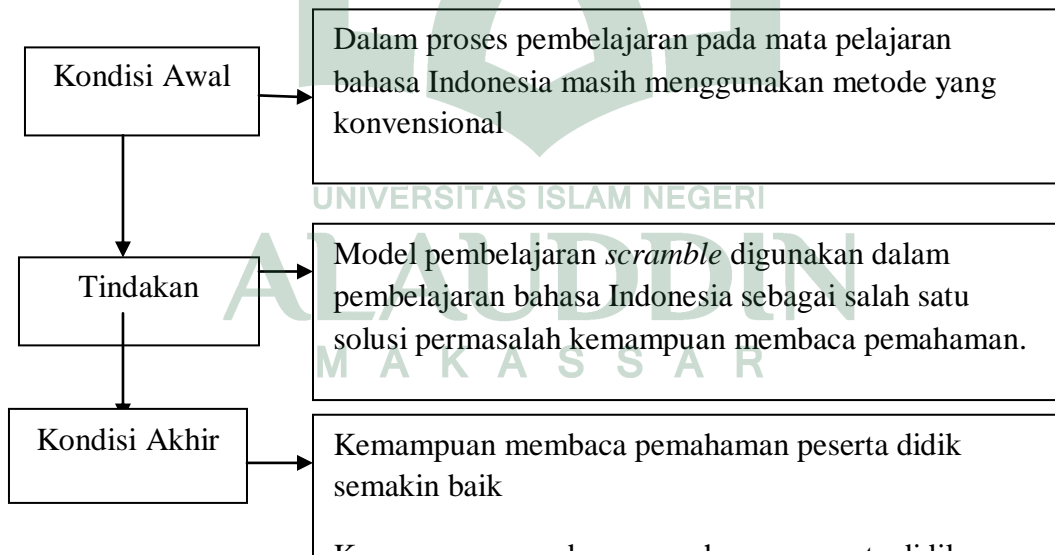 Kondisi Awal
Dalam proses pembelajaran pada mata pelajaran
bahasa Indonesia masih menggunakan metode yang
konvensional
UNIVERSITAS ISLAM NEGERI
ALAUDDIN
MAKASSAR
Tindakan
Model pembelajaran scramble digunakan dalam
pembelajaran bahasa Indonesia sebagai salah satu
solusi permasalah kemampuan membaca pemahaman.
Kondisi Akhir
Kemampuan membaca pemahaman peserta didik
semakin baik